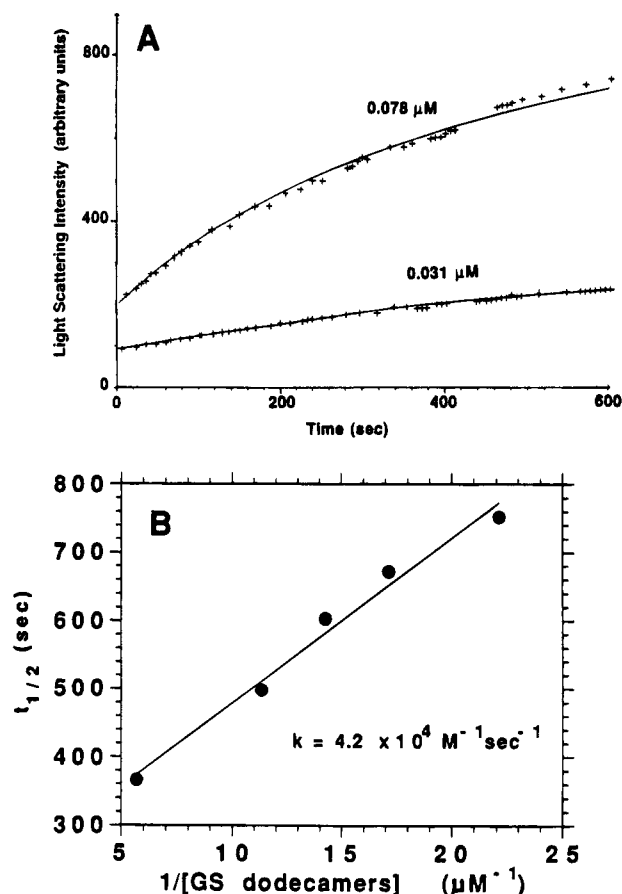 A
Light Scattering Intensity (arbitrary units)
800
400
0
0.078 μM
0.031 μM
0 200 400 600
Time (sec)
B
t1/2 (sec)
800
700
600
500
400
300
k = 4.2 x10⁴ M⁻¹sec⁻¹
5 10 15 20 25
1/[GS dodecamers] (μM⁻¹)